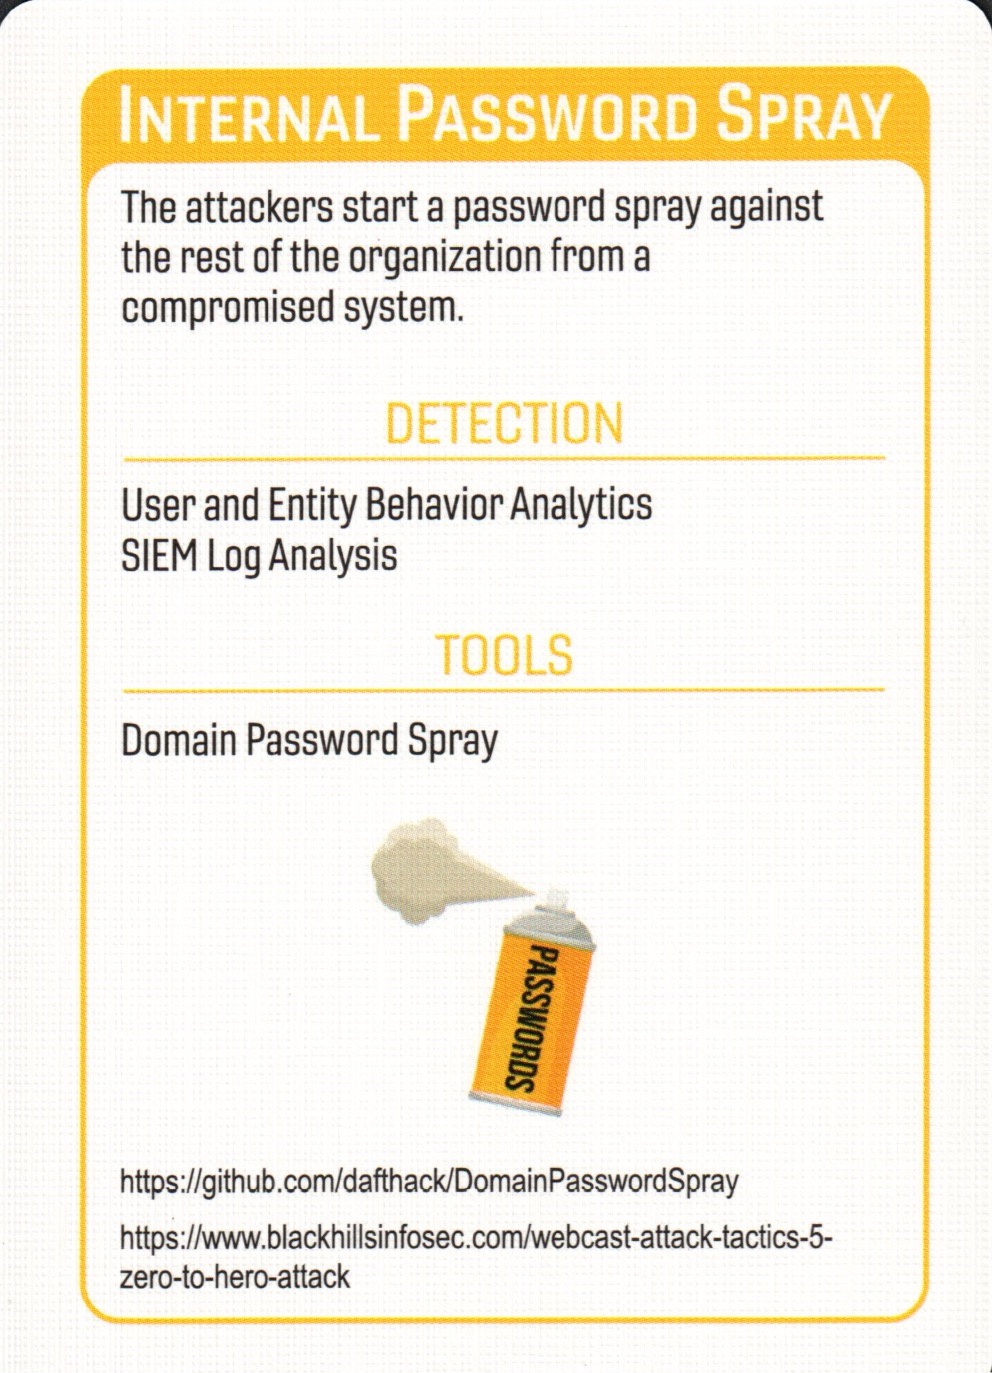 INTERNAL PASSWORD SPRAY
The attackers start a password spray against
the rest of the organization from a
compromised system.
DETECTION
User and Entity Behavior Analytics
SIEM Log Analysis
TOOLS
Domain Password Spray
PASSWORDS
https://github.com/dafthack/DomainPasswordSpray
https://www.blackhillsinfosec.com/webcast-attack-tactics-5-
zero-to-hero-attack